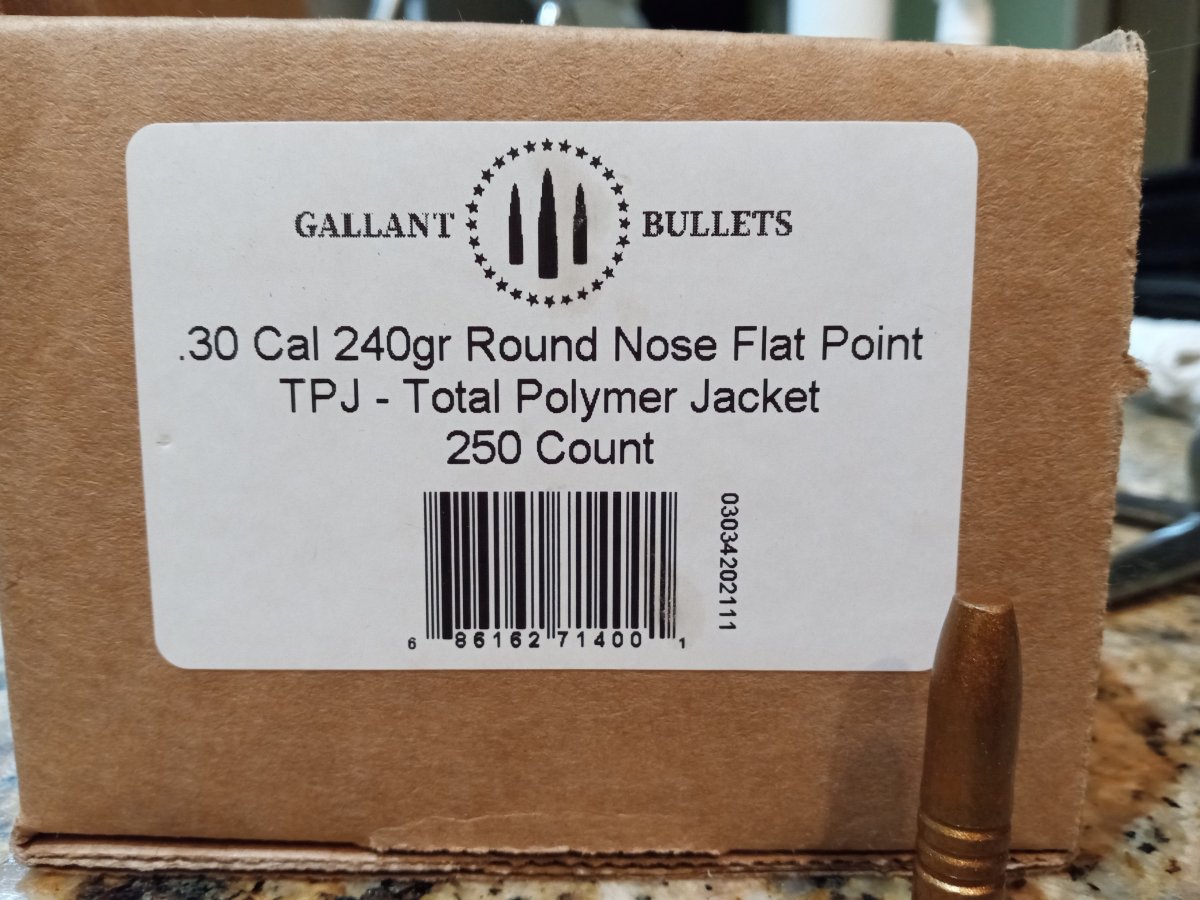 GALLANT BULLETS
.30 Cal 240gr Round Nose Flat Point
TPJ - Total Polymer Jacket
250 Count
03034202111
6 86162 71400 1